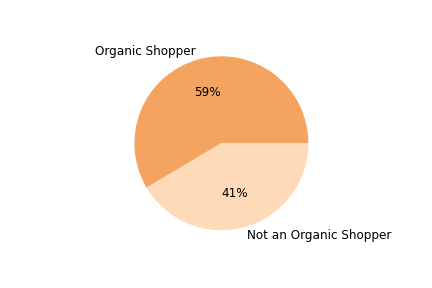 Organic Shopper
59%
41%
Not an Organic Shopper